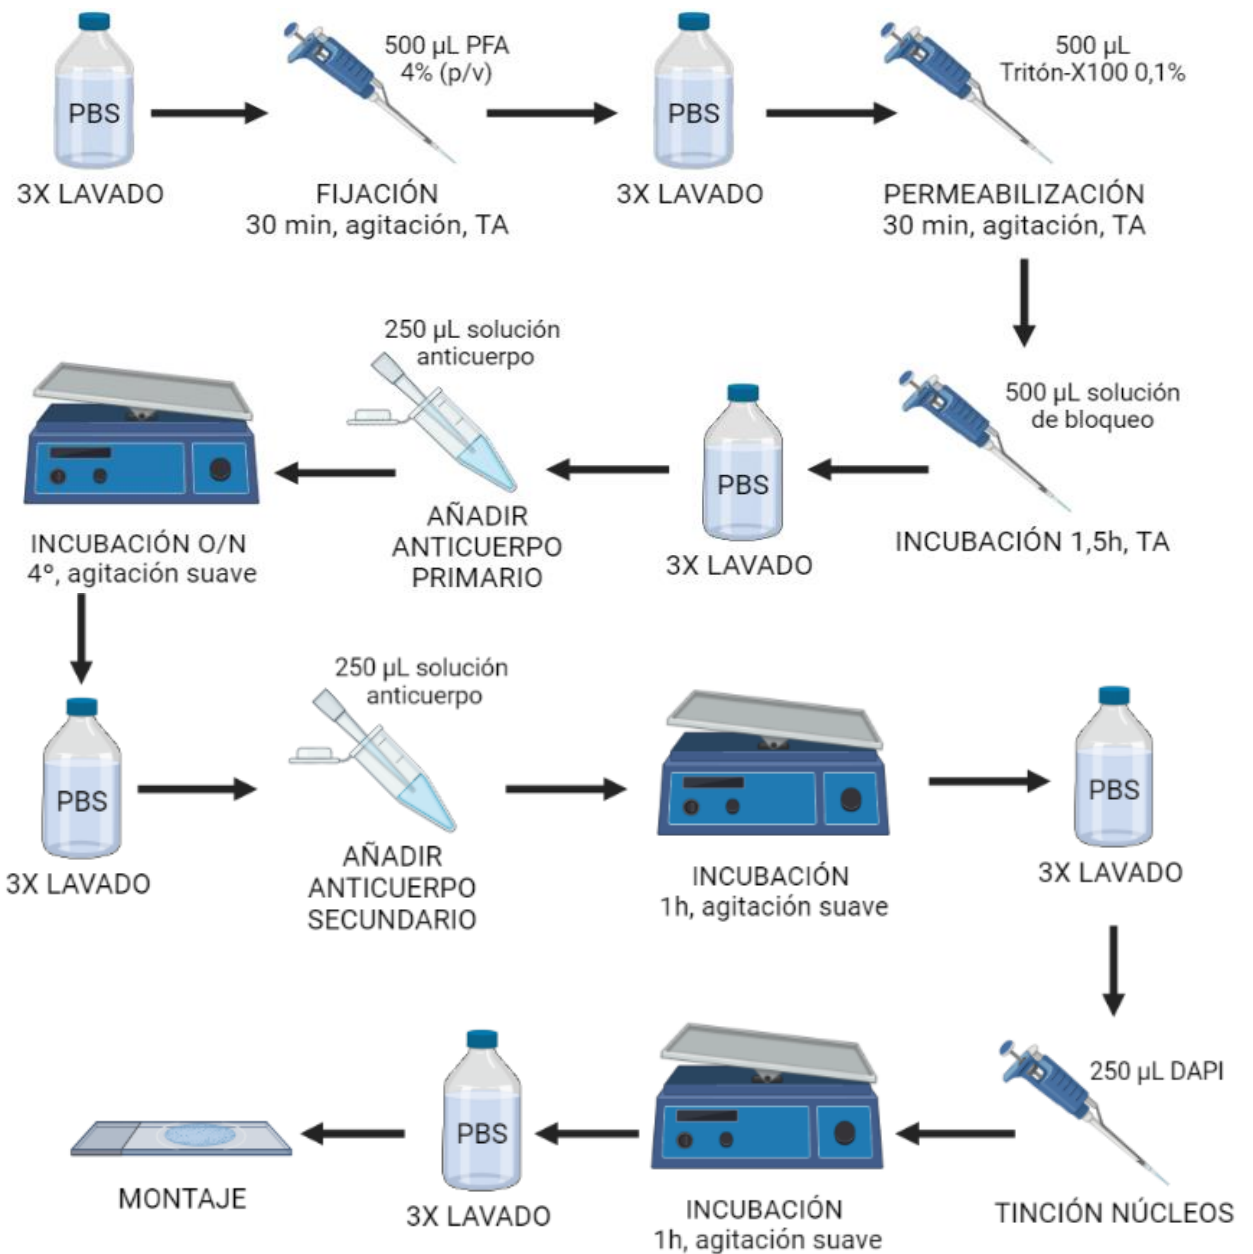 PBS
3X LAVADO
500 µL PFA
4% (p/v)
FIJACIÓN
30 min, agitación, TA
PBS
3X LAVADO
500 µL
Tritón-X100 0,1%
PERMEABILIZACIÓN
30 min, agitación, TA
500 µL solución
de bloqueo
INCUBACIÓN 1,5h, TA
PBS
3X LAVADO
250 µL solución
anticuerpo
AÑADIR
ANTICUERPO
PRIMARIO
INCUBACIÓN O/N
4º, agitación suave
PBS
3X LAVADO
250 µL solución
anticuerpo
AÑADIR
ANTICUERPO
SECUNDARIO
INCUBACIÓN
1h, agitación suave
PBS
3X LAVADO
250 µL DAPI
TINCIÓN NÚCLEOS
INCUBACIÓN
1h, agitación suave
PBS
3X LAVADO
MONTAJE